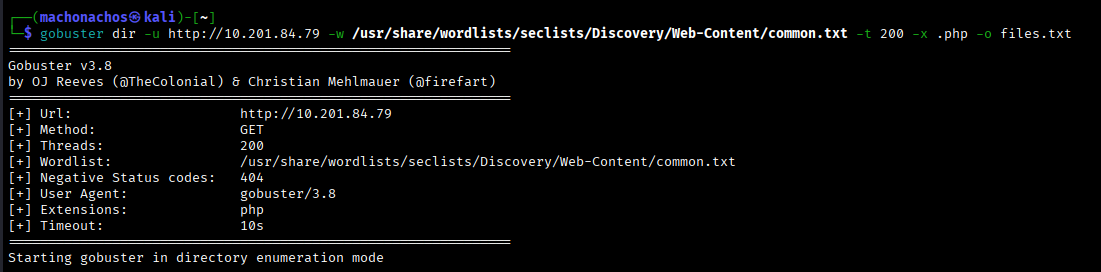 ┌──(machonachos㉿kali)-[~]
└─$ gobuster dir -u http://10.201.84.79 -w /usr/share/wordlists/seclists/Discovery/Web-Content/common.txt -t 200 -x .php -o files.txt
===============================================================
Gobuster v3.8
by OJ Reeves (@TheColonial) & Christian Mehlmauer (@firefart)
===============================================================
[+] Url:                     http://10.201.84.79
[+] Method:                  GET
[+] Threads:                 200
[+] Wordlist:                /usr/share/wordlists/seclists/Discovery/Web-Content/common.txt
[+] Negative Status codes:   404
[+] User Agent:              gobuster/3.8
[+] Extensions:              php
[+] Timeout:                 10s
===============================================================
Starting gobuster in directory enumeration mode